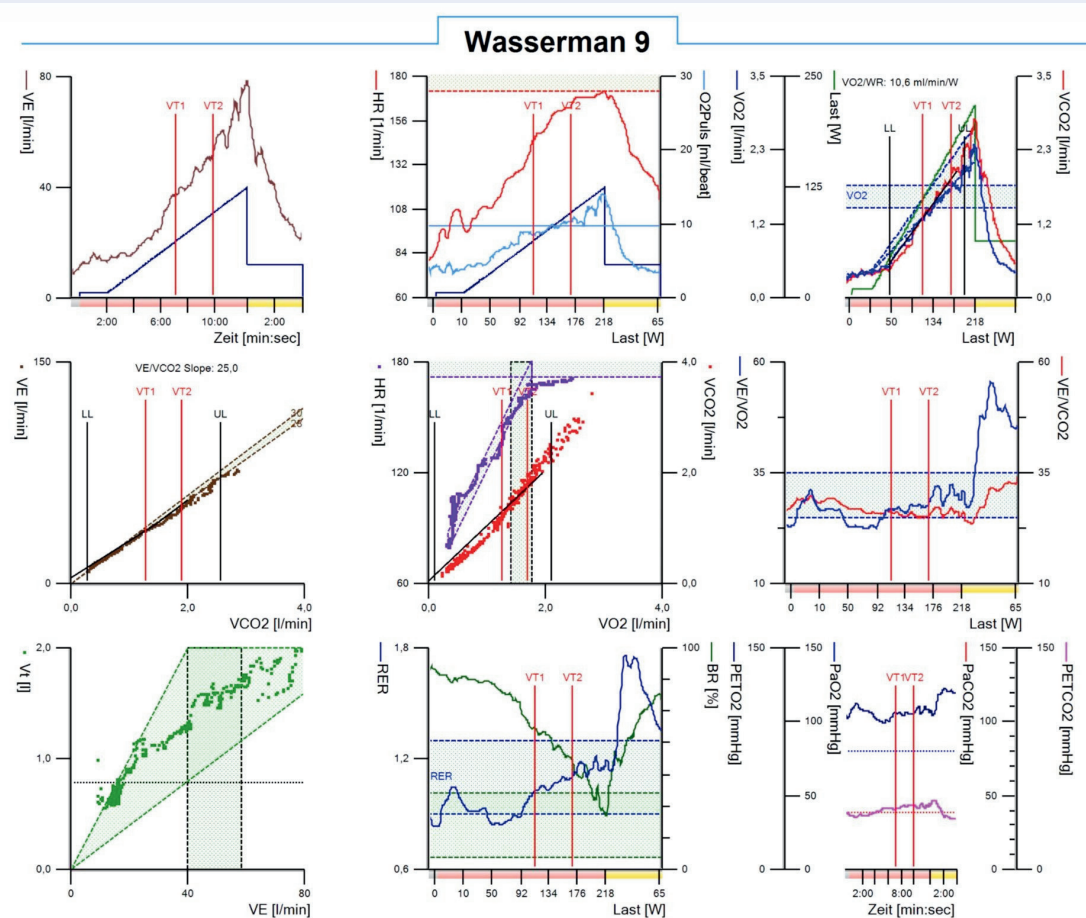 Wasserman 9
VE [l/min]
80
40
0
VT1
VT2
2:00
6:00
10:00
2:00
Zeit [min:sec]
HR [1/min]
180
156
132
108
84
60
VT1
VT2
30
20
10
0
O2Puls [ml/beat]
0
10
50
92
134
176
218
65
Last [W]
VO2 [l/min]
3,5
2,3
1,2
0,0
Last [W]
250
125
0
VO2/WR: 10,6 ml/min/W
VT1
VT2
LL
UL
VO2
3,5
2,3
1,2
0,0
VCO2 [l/min]
0
50
134
218
Last [W]
VE [l/min]
150
0
VE/VCO2 Slope: 25,0
LL
VT1
VT2
UL
30
25
0,0
2,0
4,0
VCO2 [l/min]
HR [1/min]
180
120
60
LL
VT1
VT2
UL
4,0
2,0
0,0
VCO2 [l/min]
0,0
2,0
4,0
VO2 [l/min]
VE/VO2
60
35
10
VT1
VT2
60
35
10
VE/VCO2
0
10
50
92
134
176
218
65
Last [W]
Vt [l]
2,0
1,0
0,0
0
40
80
VE [l/min]
RER
1,8
1,2
0,6
VT1
VT2
RER
100
0
BR [%]
0
10
50
92
134
176
218
65
Last [W]
PETO2 [mmHg]
150
100
50
0
PaO2 [mmHg]
VT1
VT2
150
100
50
0
PaCO2 [mmHg]
150
100
50
0
PETCO2 [mmHg]
2:00
8:00
2:00
Zeit [min:sec]